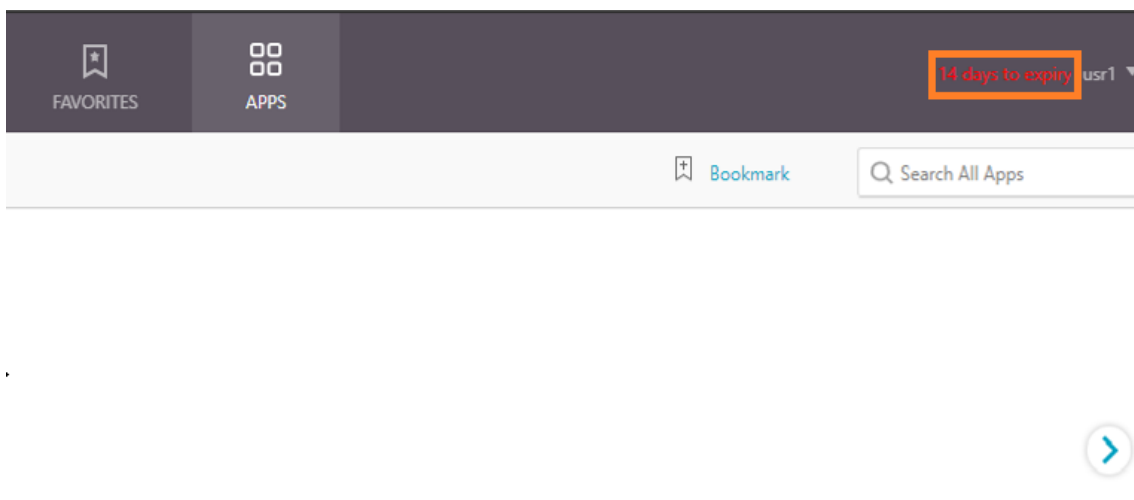 14 days to expiry usr1
FAVORITES APPS
Bookmark Search All Apps